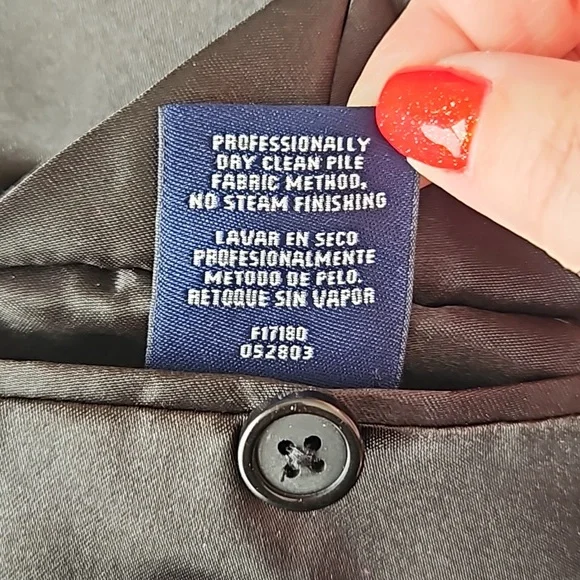 PROFESSIONALLY
DRY CLEAN PILE
FABRIC METHOD.
NO STEAM FINISHING
LAVAR EN SECO
PROFESIONALMENTE
METODO DE PELO.
RETOQUE SIN VAPOR
F17180
052803